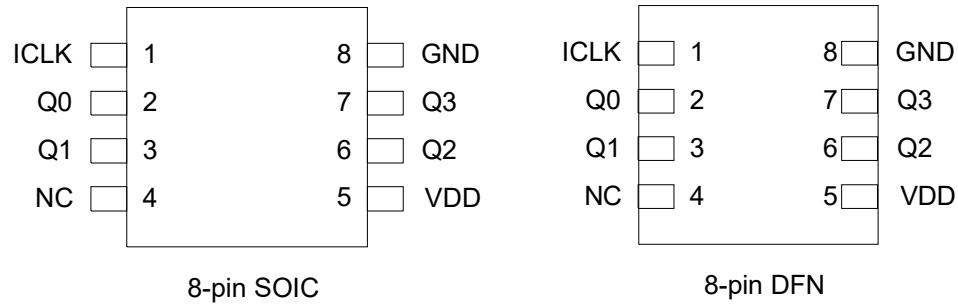 ICLK 1 8 GND ICLK 1 8 GND
Q0 2 7 Q3 Q0 2 7 Q3
Q1 3 6 Q2 Q1 3 6 Q2
NC 4 5 VDD NC 4 5 VDD
8-pin SOIC 8-pin DFN